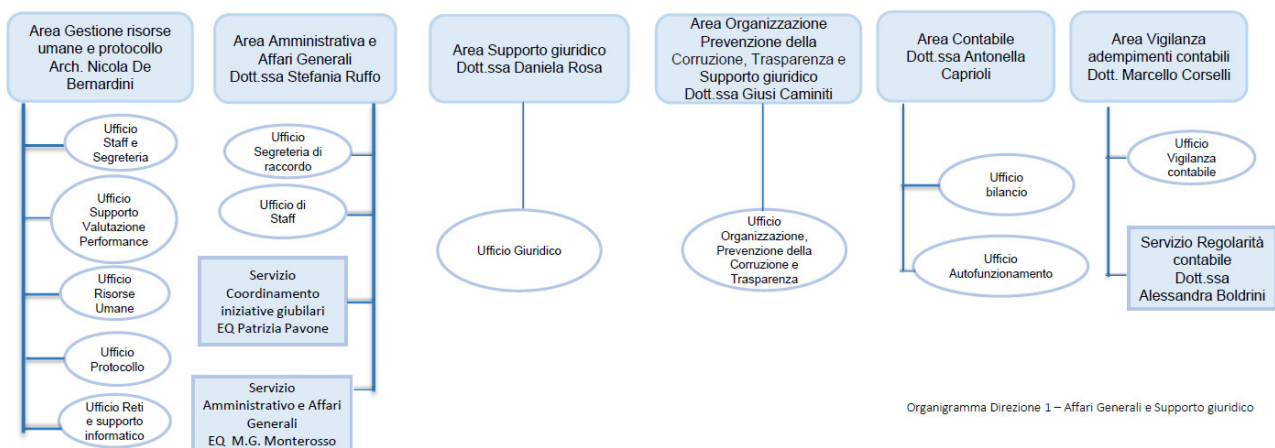 Area Gestione risorse
umane e protocollo
Arch. Nicola De
Bernardini
Ufficio
Staff e
Segreteria
Ufficio
Supporto
Valutazione
Performance
Ufficio
Risorse
Umane
Ufficio
Protocollo
Ufficio Reti
e supporto
informatico
Area Amministrativa e
Affari Generali
Dott.ssa Stefania Ruffo
Ufficio
Segreteria di
raccordo
Ufficio di
Staff
Servizio
Coordinamento
iniziative giubilari
EQ Patrizia Pavone
Servizio
Amministrativo e Affari
Generali
EQ M.G. Monterosso
Area Supporto giuridico
Dott.ssa Daniela Rosa
Ufficio Giuridico
Area Organizzazione
Prevenzione della
Corruzione, Trasparenza e
Supporto giuridico
Dott.ssa Giusi Caminiti
Ufficio
Organizzazione,
Prevenzione della
Corruzione e
Trasparenza
Area Contabile
Dott.ssa Antonella
Caprioli
Ufficio
bilancio
Ufficio
Autofunzionamento
Area Vigilanza
adempimenti contabili
Dott. Marcello Corselli
Ufficio
Vigilanza
contabile
Servizio Regolarità
contabile
Dott.ssa
Alessandra Boldrini
Organigramma Direzione 1 – Affari Generali e Supporto giuridico